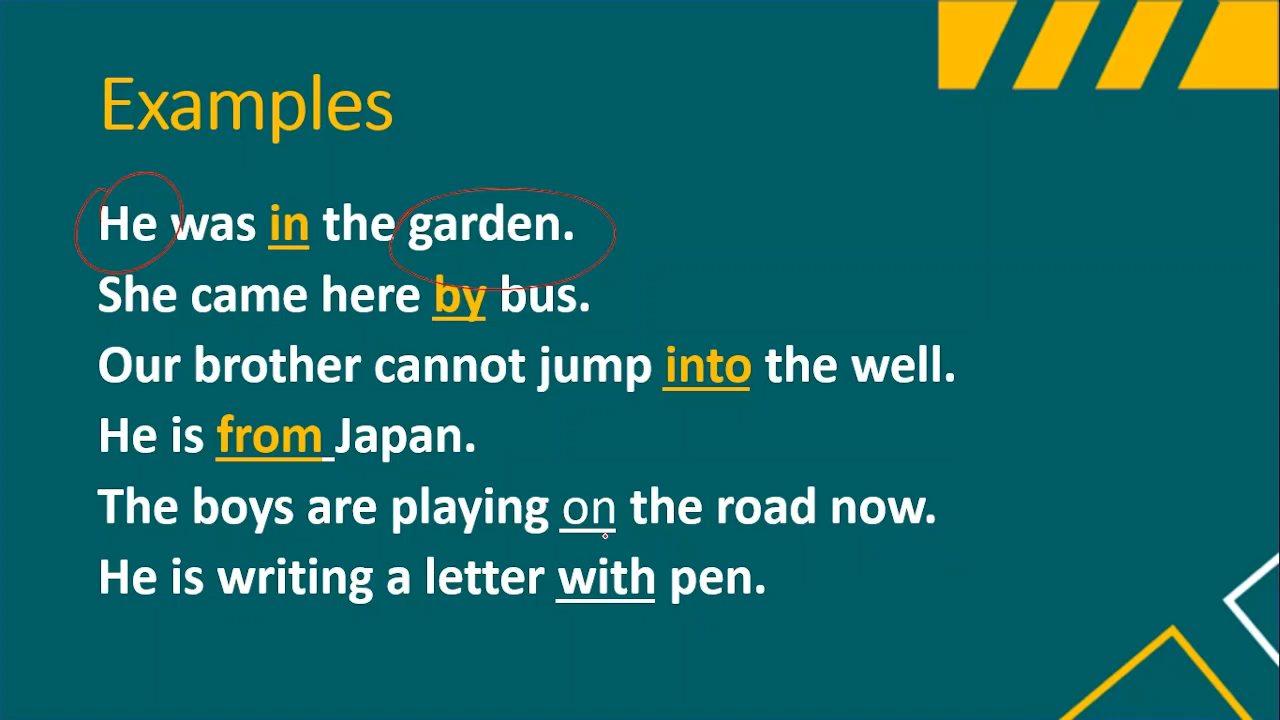 Examples
He was in the garden.
She came here by bus.
Our brother cannot jump into the well.
He is from Japan.
The boys are playing on the road now.
He is writing a letter with pen.